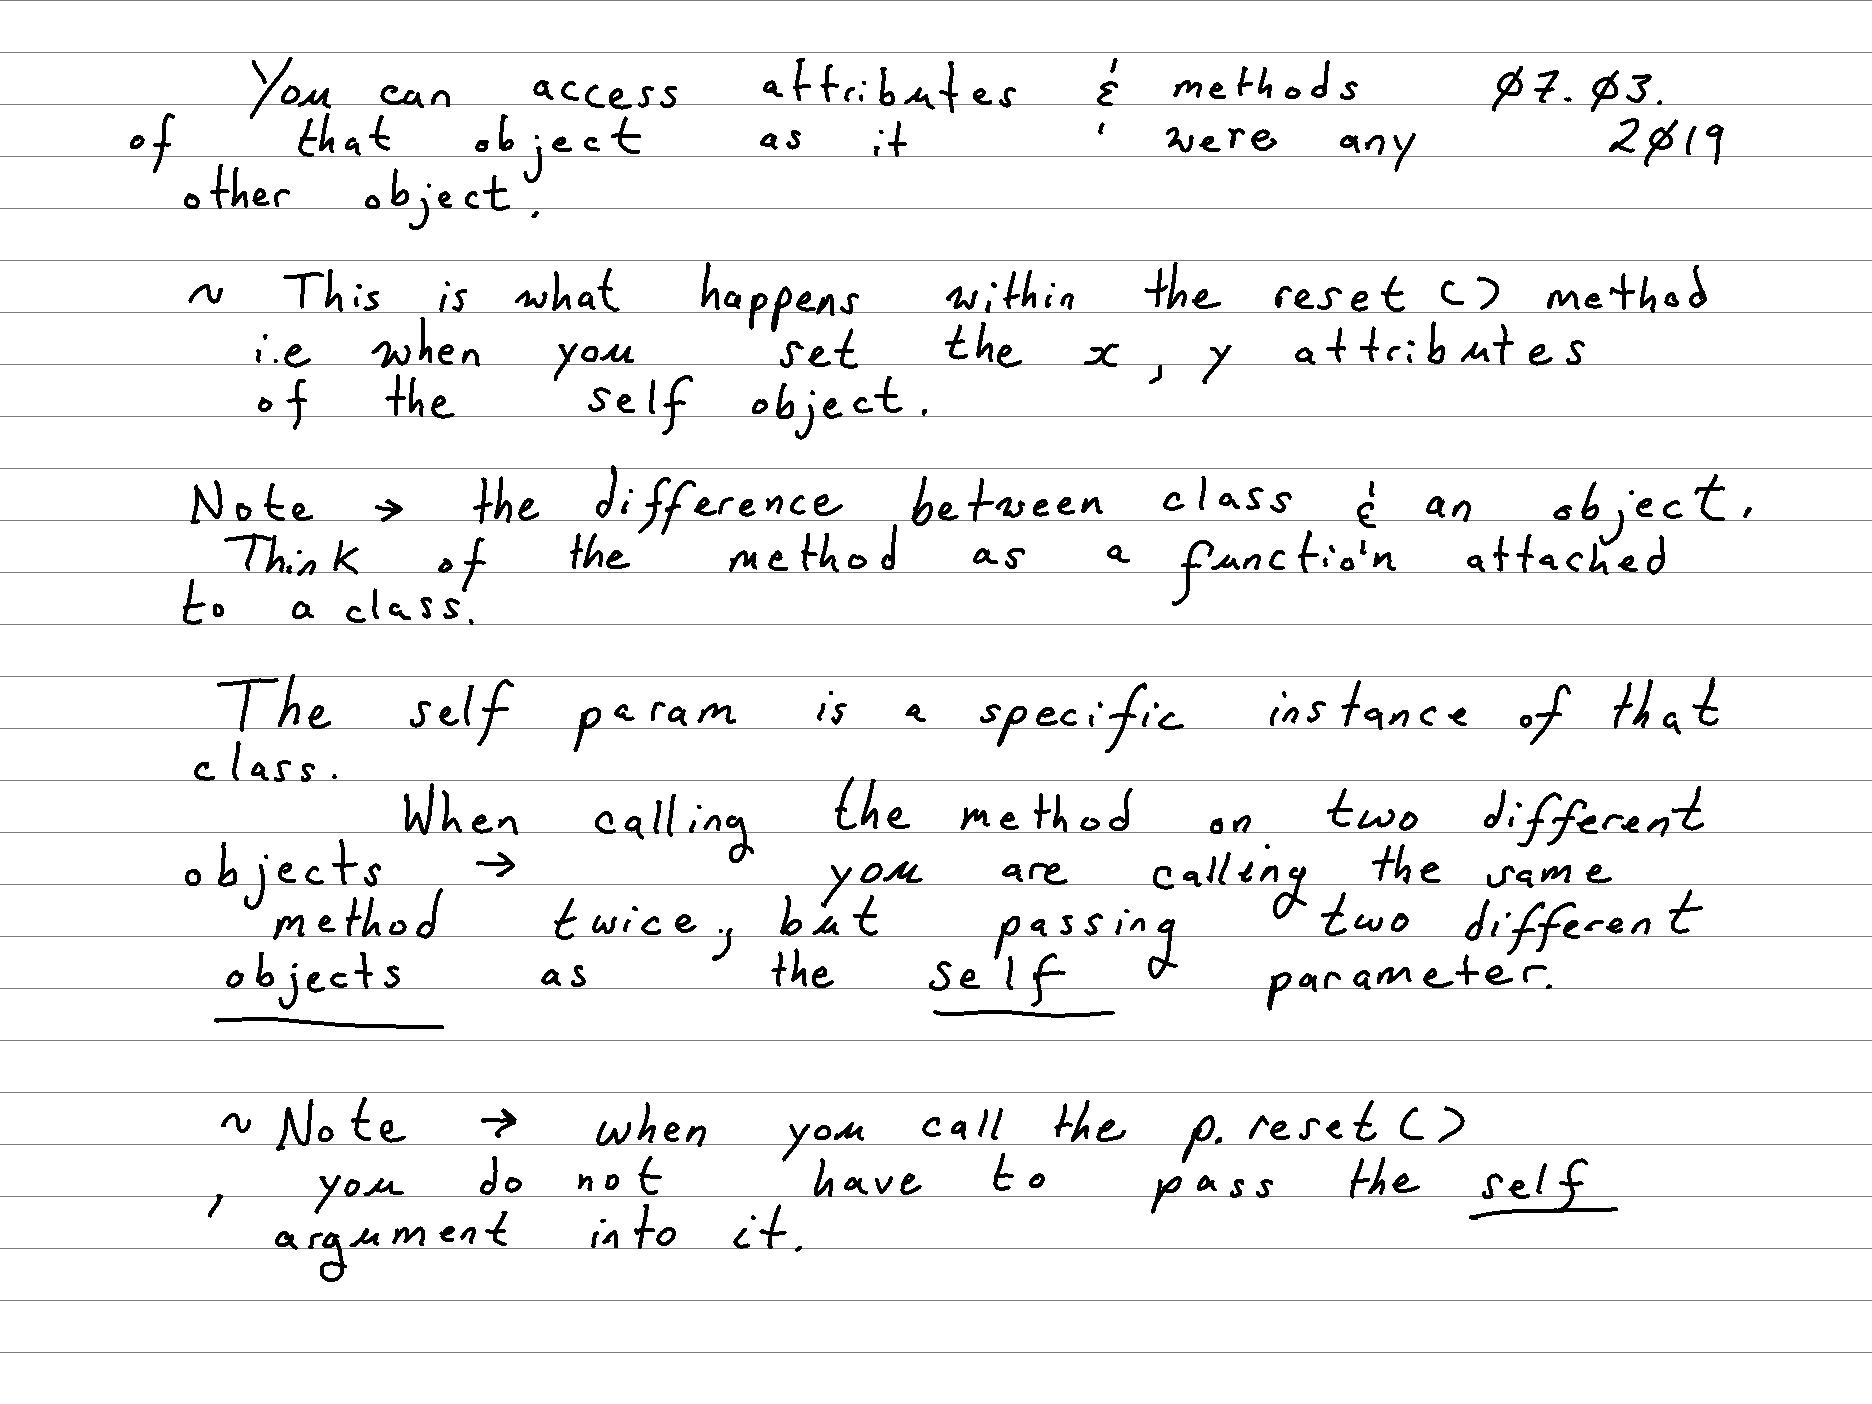 You can access attributes & methods ø7.ø3.
of that object as it were any 2ø19
other object.
~ This is what happens within the reset () method
i.e when you set the x, y attributes
of the self object.
Note → the difference between class & an object.
Think of the method as a function attached
to a class.
The self param is a specific instance of that
class.
When calling the method on two different
objects → you are calling the same
method twice, but passing two different
objects as the self parameter.
~ Note → when you call the p. reset ()
, you do not have to pass the self
argument into it.